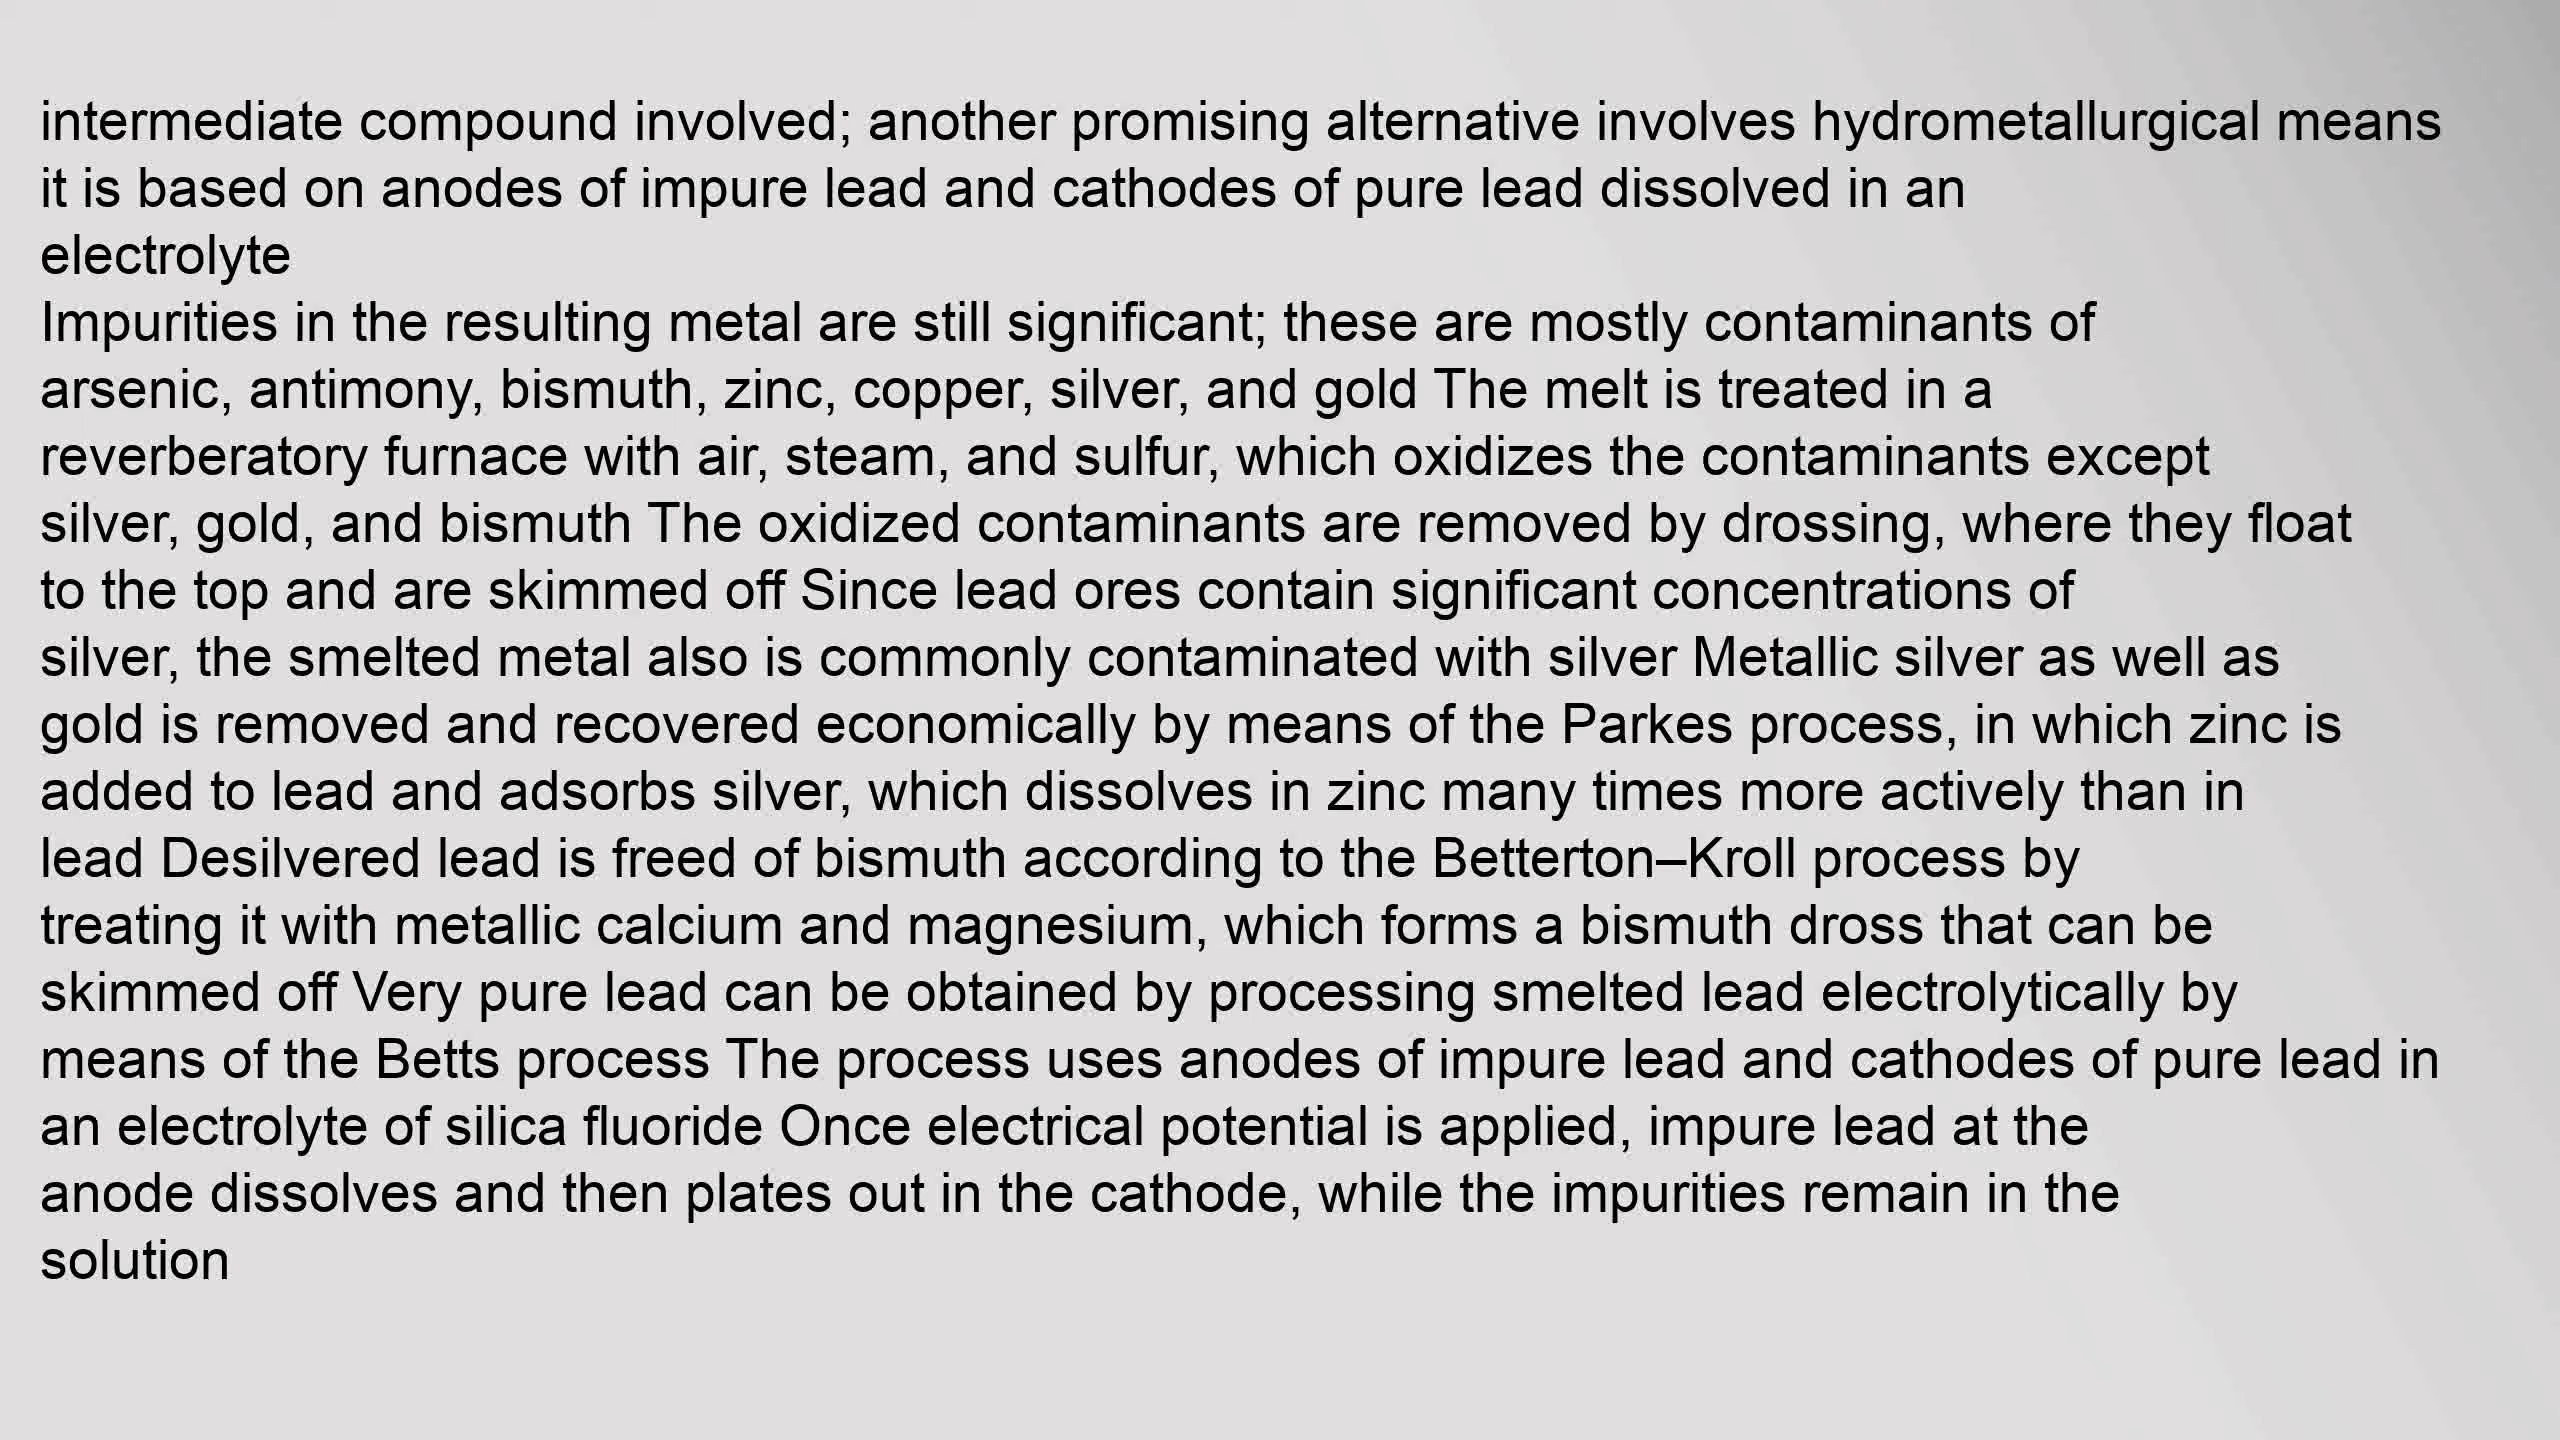 intermediate compound involved; another promising alternative involves hydrometallurgical means
it is based on anodes of impure lead and cathodes of pure lead dissolved in an
electrolyte
Impurities in the resulting metal are still significant; these are mostly contaminants of
arsenic, antimony, bismuth, zinc, copper, silver, and gold The melt is treated in a
reverberatory furnace with air, steam, and sulfur, which oxidizes the contaminants except
silver, gold, and bismuth The oxidized contaminants are removed by drossing, where they float
to the top and are skimmed off Since lead ores contain significant concentrations of
silver, the smelted metal also is commonly contaminated with silver Metallic silver as well as
gold is removed and recovered economically by means of the Parkes process, in which zinc is
added to lead and adsorbs silver, which dissolves in zinc many times more actively than in
lead Desilvered lead is freed of bismuth according to the Betterton–Kroll process by
treating it with metallic calcium and magnesium, which forms a bismuth dross that can be
skimmed off Very pure lead can be obtained by processing smelted lead electrolytically by
means of the Betts process The process uses anodes of impure lead and cathodes of pure lead in
an electrolyte of silica fluoride Once electrical potential is applied, impure lead at the
anode dissolves and then plates out in the cathode, while the impurities remain in the
solution